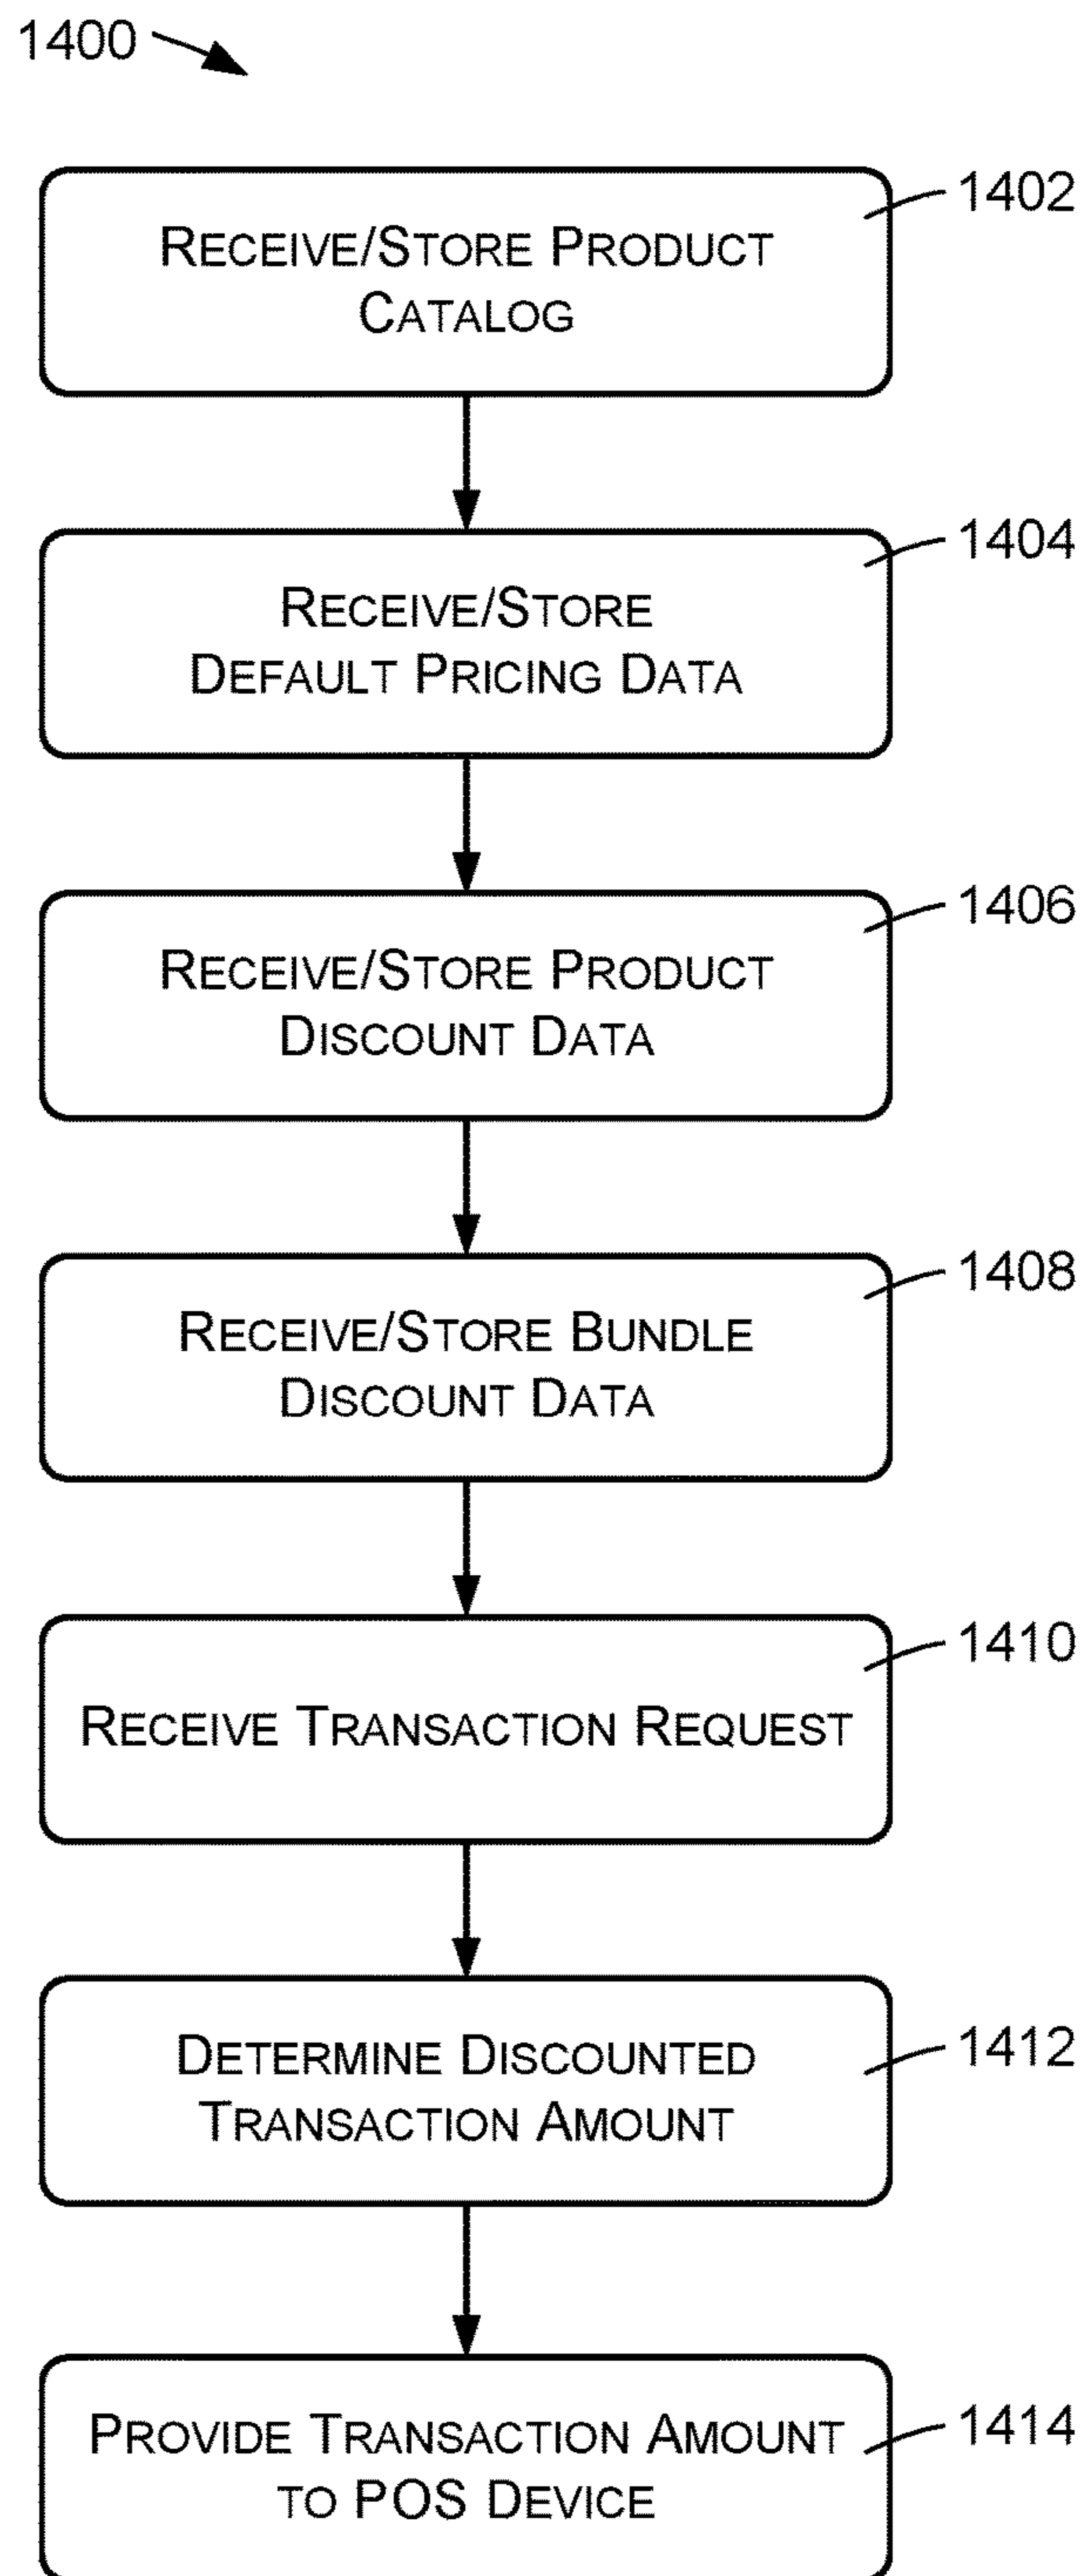 1400
RECEIVE/STORE PRODUCT
CATALOG
1402
RECEIVE/STORE
DEFAULT PRICING DATA
1404
RECEIVE/STORE PRODUCT
DISCOUNT DATA
1406
RECEIVE/STORE BUNDLE
DISCOUNT DATA
1408
RECEIVE TRANSACTION REQUEST
1410
DETERMINE DISCOUNTED
TRANSACTION AMOUNT
1412
PROVIDE TRANSACTION AMOUNT
TO POS DEVICE
1414